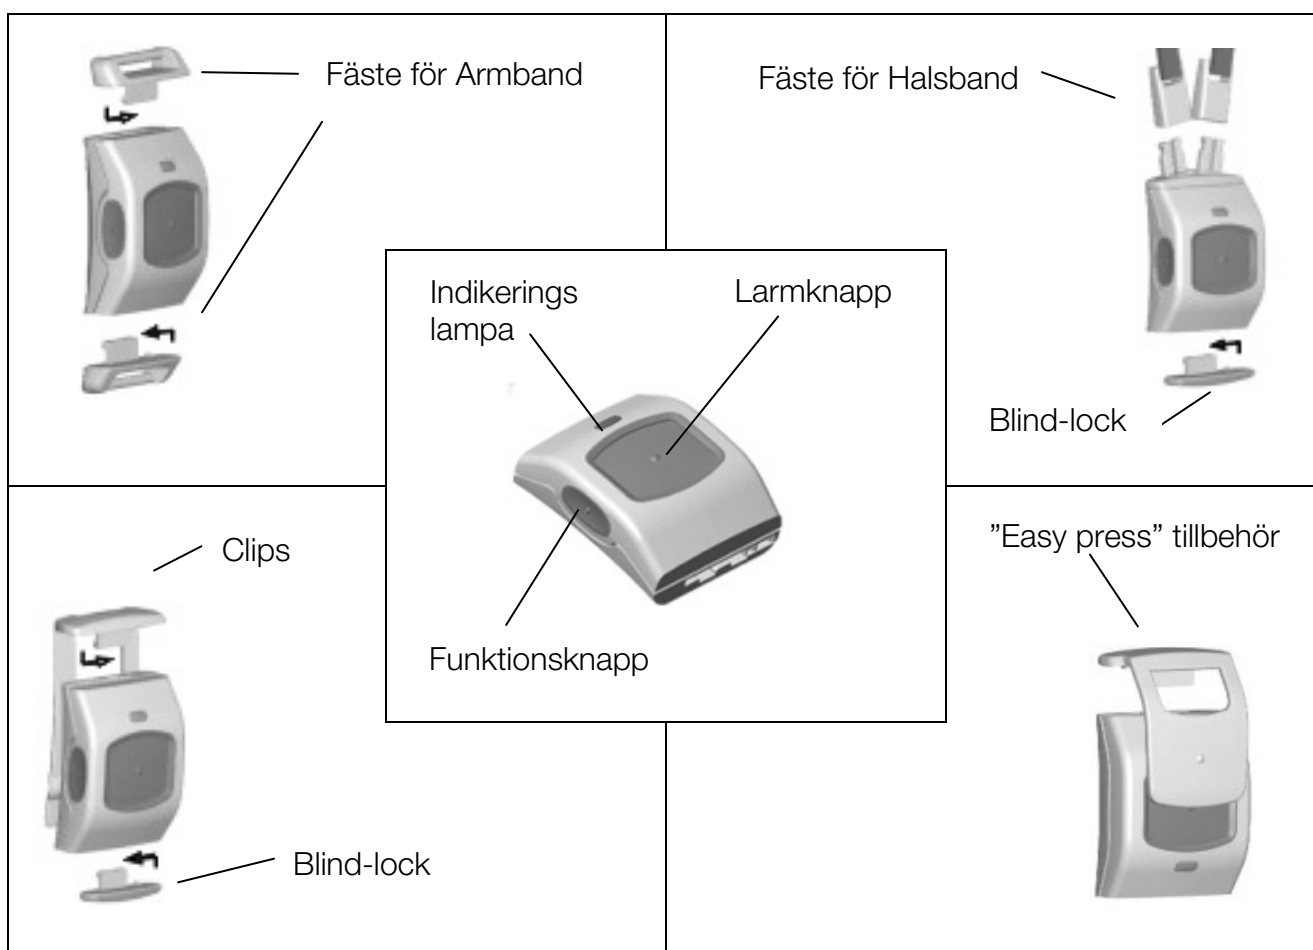 Fäste för Armband
Fäste för Halsband
Blind-lock
Indikerings
lampa
Larmknapp
Funktionsknapp
Clips
Blind-lock
”Easy press” tillbehör